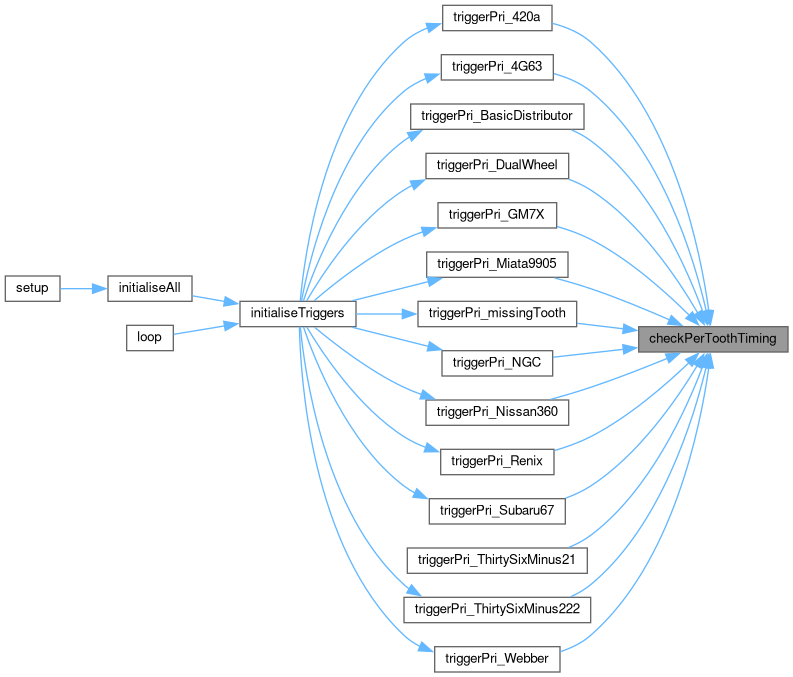 triggerPri_420a
triggerPri_4G63
triggerPri_BasicDistributor
triggerPri_DualWheel
triggerPri_GM7X
triggerPri_Miata9905
setup
initialiseAll
initialiseTriggers
triggerPri_missingTooth
loop
checkPerToothTiming
triggerPri_NGC
triggerPri_Nissan360
triggerPri_Renix
triggerPri_Subaru67
triggerPri_ThirtySixMinus21
triggerPri_ThirtySixMinus222
triggerPri_Webber